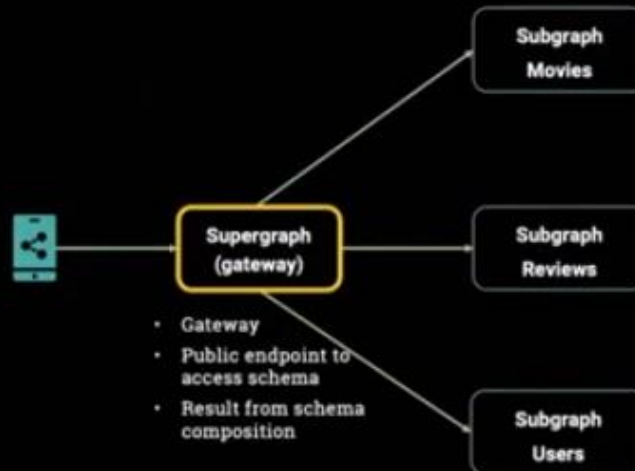 Subgraph
Movies
Supergraph
(gateway)
Subgraph
Reviews
• Gateway
• Public endpoint to
access schema
• Result from schema
composition
Subgraph
Users